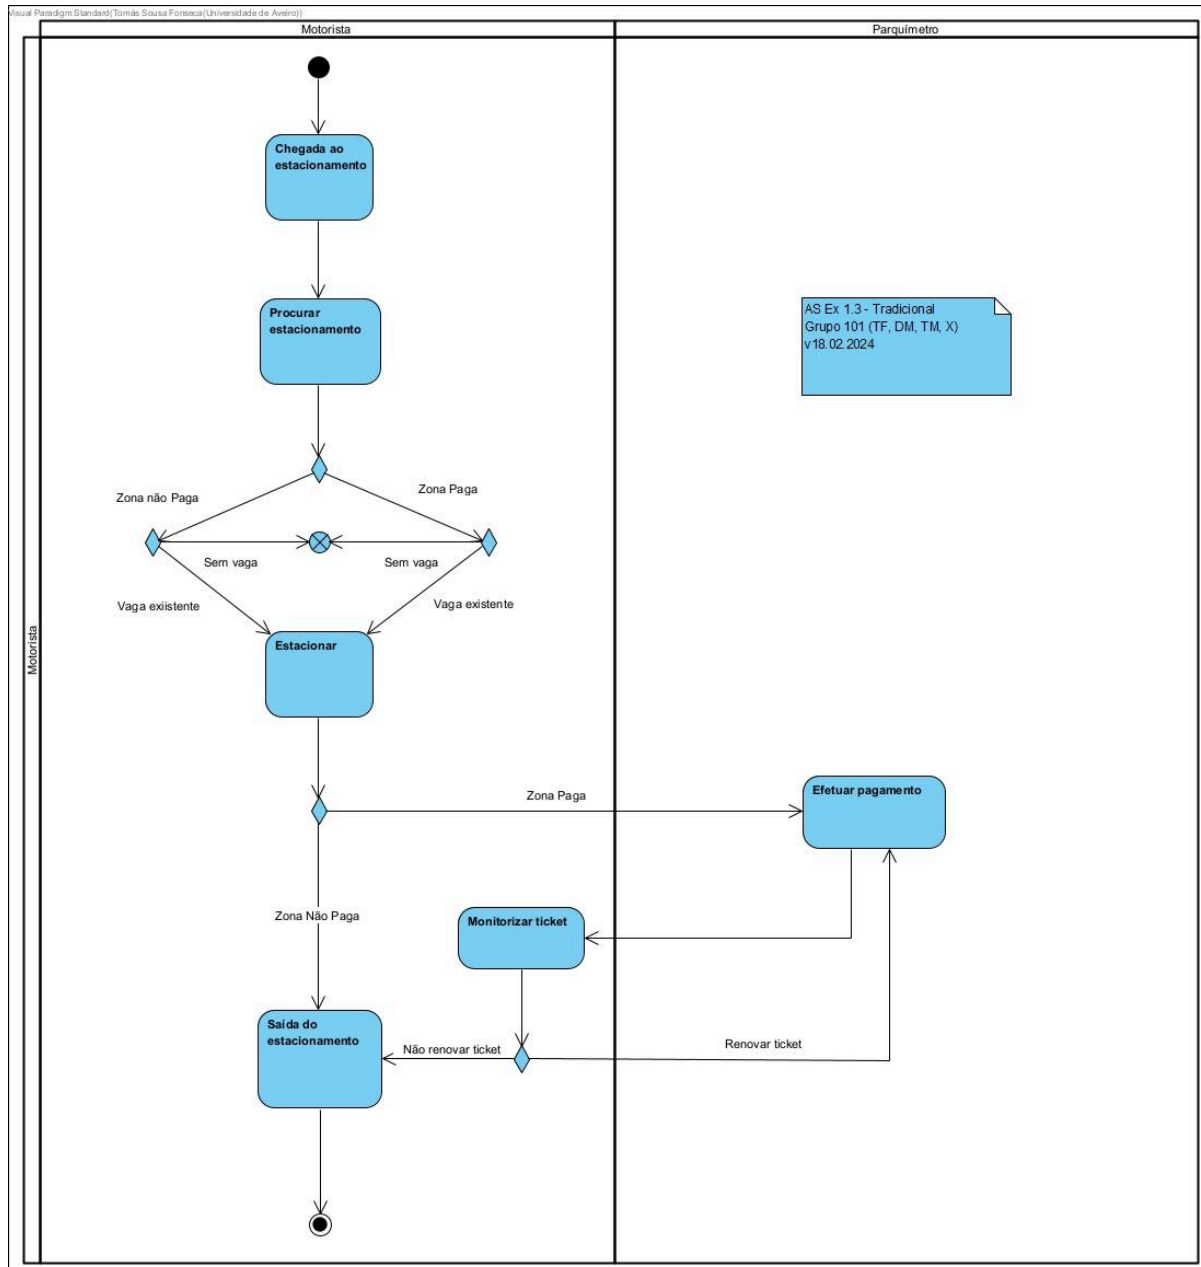 Visual Paradigm Standard(Tomás Sousa Fonseca(Universidade de Aveiro))
Motorista
Parquímetro
Motorista
Chegada ao
estacionamento
Procurar
estacionamento
AS Ex 1.3 - Tradicional
Grupo 101 (TF, DM, TM, X)
v18.02.2024
Zona não Paga
Zona Paga
Sem vaga
Sem vaga
Vaga exiistente
Vaga existente
Estacionar
Zona Paga
Efetuar pagamento
Zona Não Paga
Monitorizar ticket
Saída do
estacionamento
Não renovar ticket
Renovar ticket